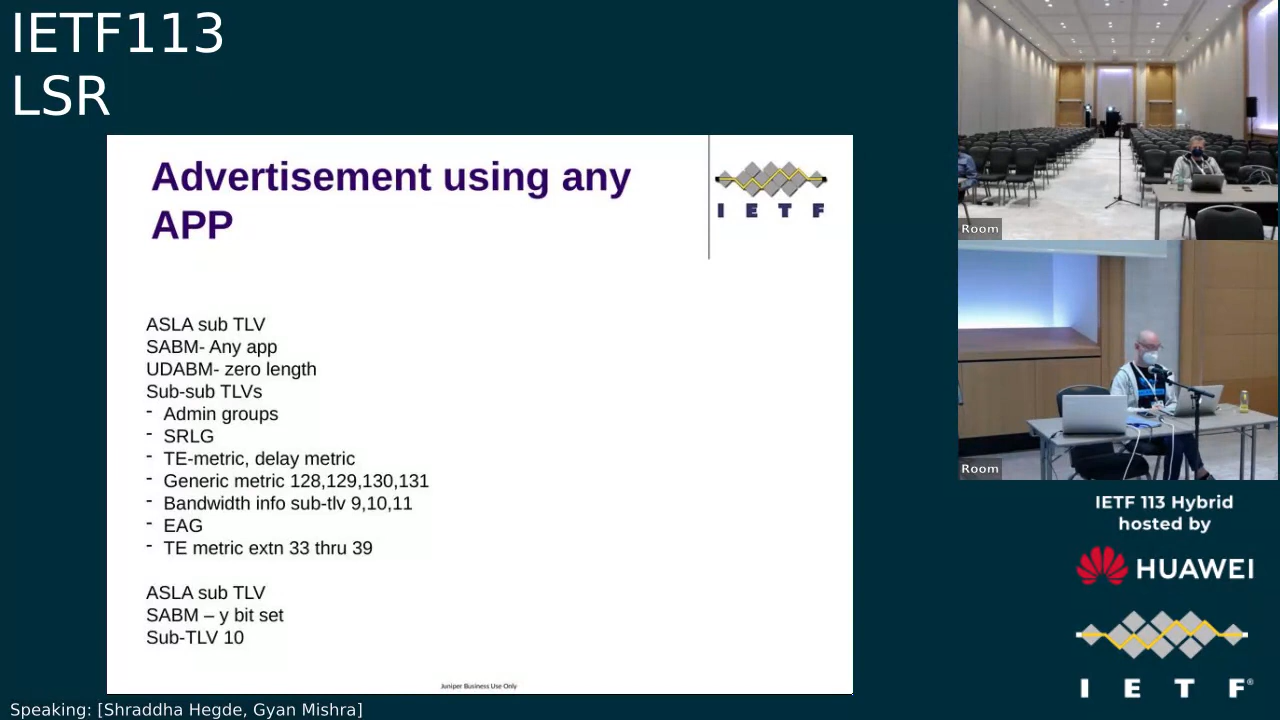 IETF113
LSR
Advertisement using any
APP
I E T F
ASLA sub TLV
SABM- Any app
UDABM- zero length
Sub-sub TLVs
- Admin groups
- SRLG
- TE-metric, delay metric
- Generic metric 128,129,130,131
- Bandwidth info sub-tlv 9,10,11
- EAG
- TE metric extn 33 thru 39
ASLA sub TLV
SABM – y bit set
Sub-TLV 10
Juniper Business Use Only
Room
Room
IETF 113 Hybrid
hosted by
HUAWEI
I E T F®
Speaking: [Shraddha Hegde, Gyan Mishra]